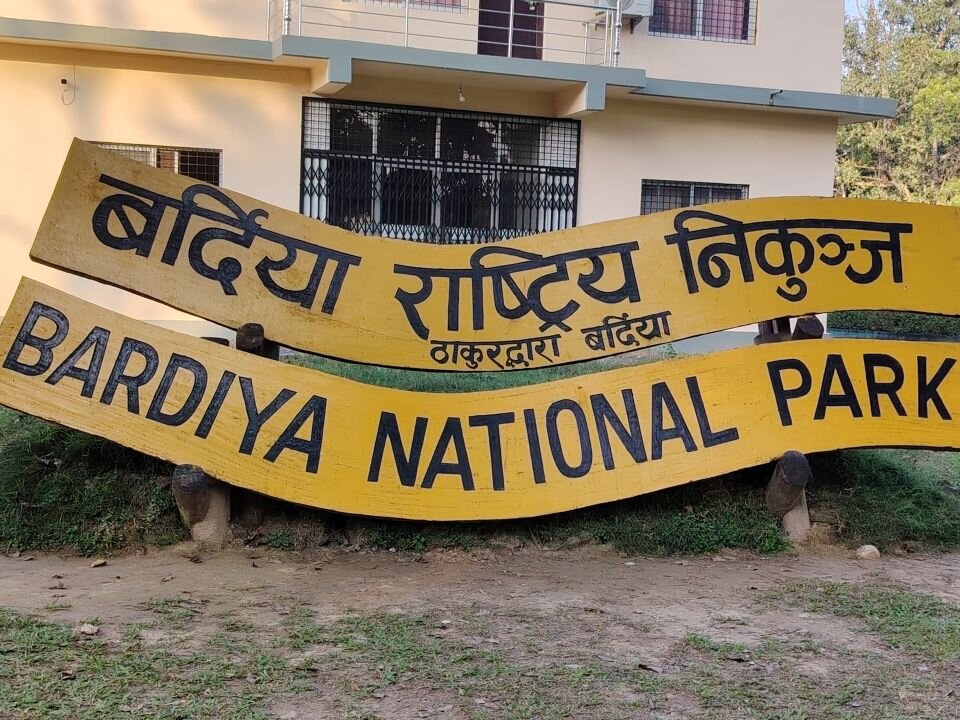 बर्दिया राष्ट्रिय निकुञ्ज
ठाकुरद्वारा बर्दिया
BARDIYA NATIONAL PARK